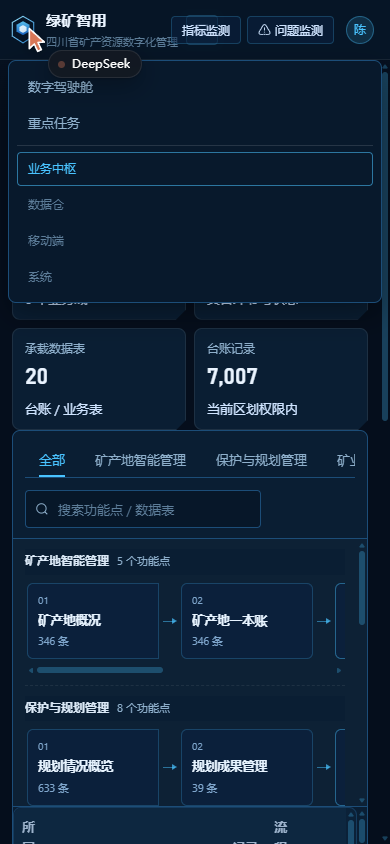 绿矿智用
四川省矿产资源数字化管理
指标监测
问题监测
陈
DeepSeek
数字驾驶舱
重点任务
业务中枢
数据仓
移动端
系统
承载数据表
20
台账 / 业务表
台账记录
7,007
当前区划权限内
全部
矿产地智能管理
保护与规划管理
矿业
搜索功能点 / 数据表
矿产地智能管理 5 个功能点
01
矿产地概况
346 条
02
矿产地一本账
346 条
保护与规划管理 8 个功能点
01
规划情况概览
633 条
02
规划成果管理
39 条
所
流